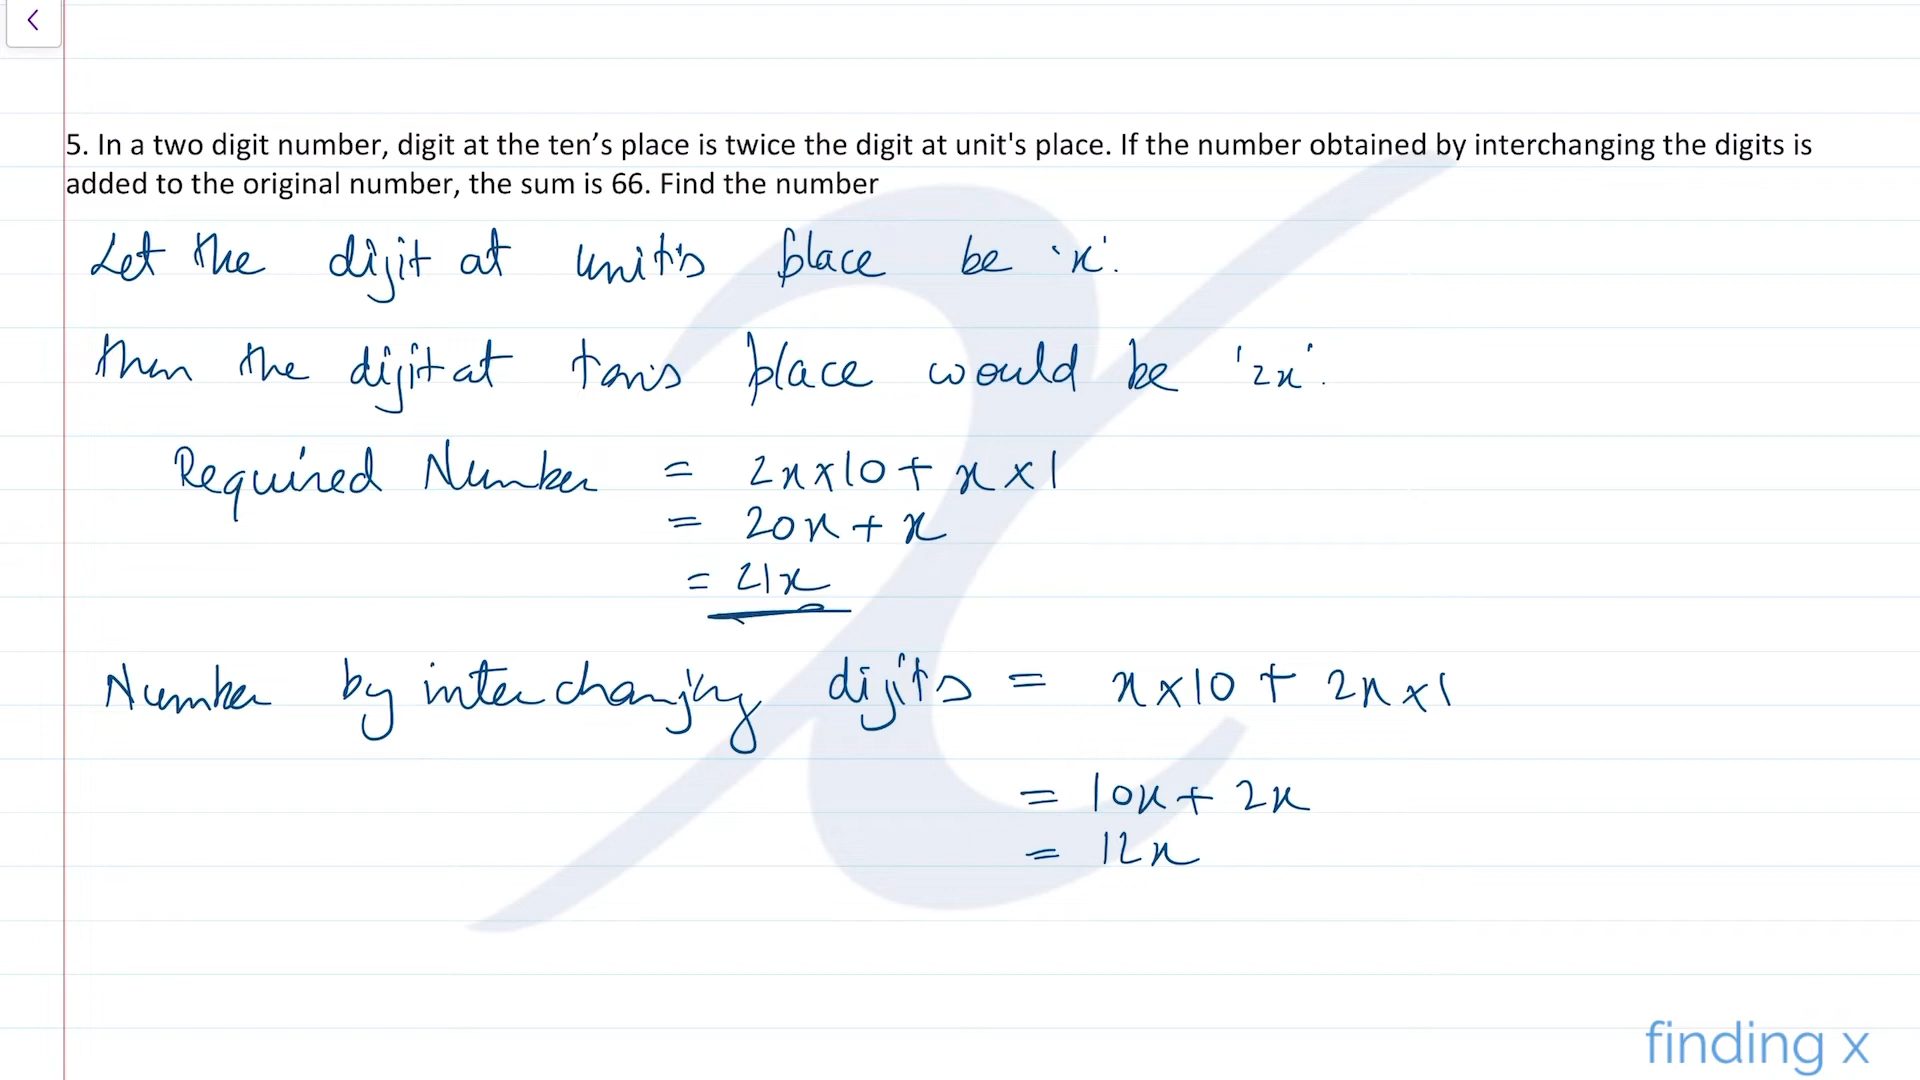 5. In a two digit number, digit at the ten’s place is twice the digit at unit's place. If the number obtained by interchanging the digits is
added to the original number, the sum is 66. Find the number
Let the digit at unit's place be 'x'.
then the digit at ten's place would be '2x'.
Required Number = 2x×10 + x×1
= 20x + x
= 21x
Number by interchanging digits = x×10 + 2x×1
= 10x + 2x
= 12x
finding x